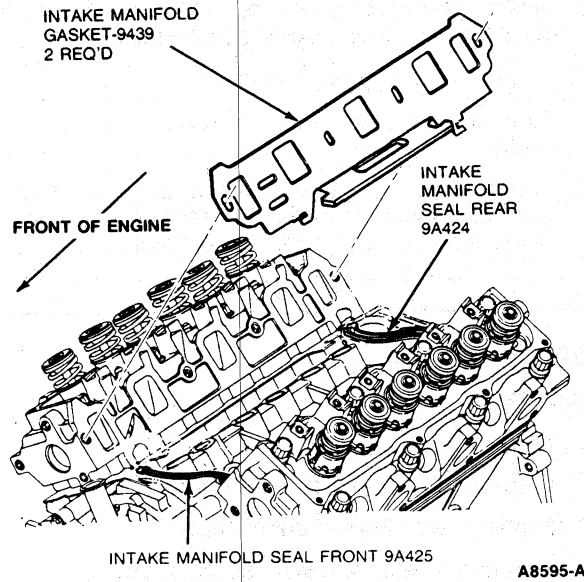 INTAKE MANIFOLD
GASKET-9439
2 REQ'D
INTAKE
MANIFOLD
SEAL REAR
9A424
FRONT OF ENGINE
INTAKE MANIFOLD SEAL FRONT 9A425
A8595-A